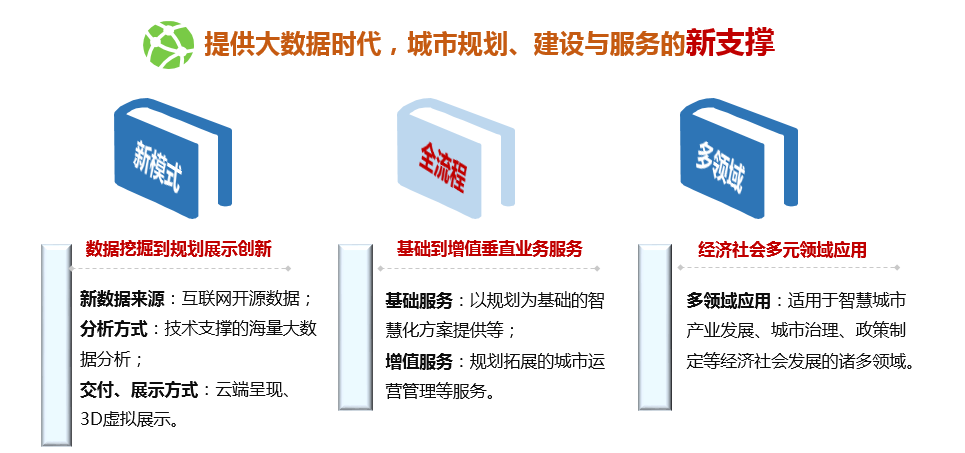 提供大数据时代，城市规划、建设与服务的新支撑
新模式
数据挖掘到规划展示创新
新数据来源：互联网开源数据；
分析方式：技术支撑的海量大数
据分析；
交付、展示方式：云端呈现、
3D虚拟展示。
全流程
基础到增值垂直业务服务
基础服务：以规划为基础的智
慧化方案提供等；
增值服务：规划拓展的城市运
营管理等服务。
多领域
经济社会多元领域应用
多领域应用：适用于智慧城市
产业发展、城市治理、政策制
定等经济社会发展的诸多领域。